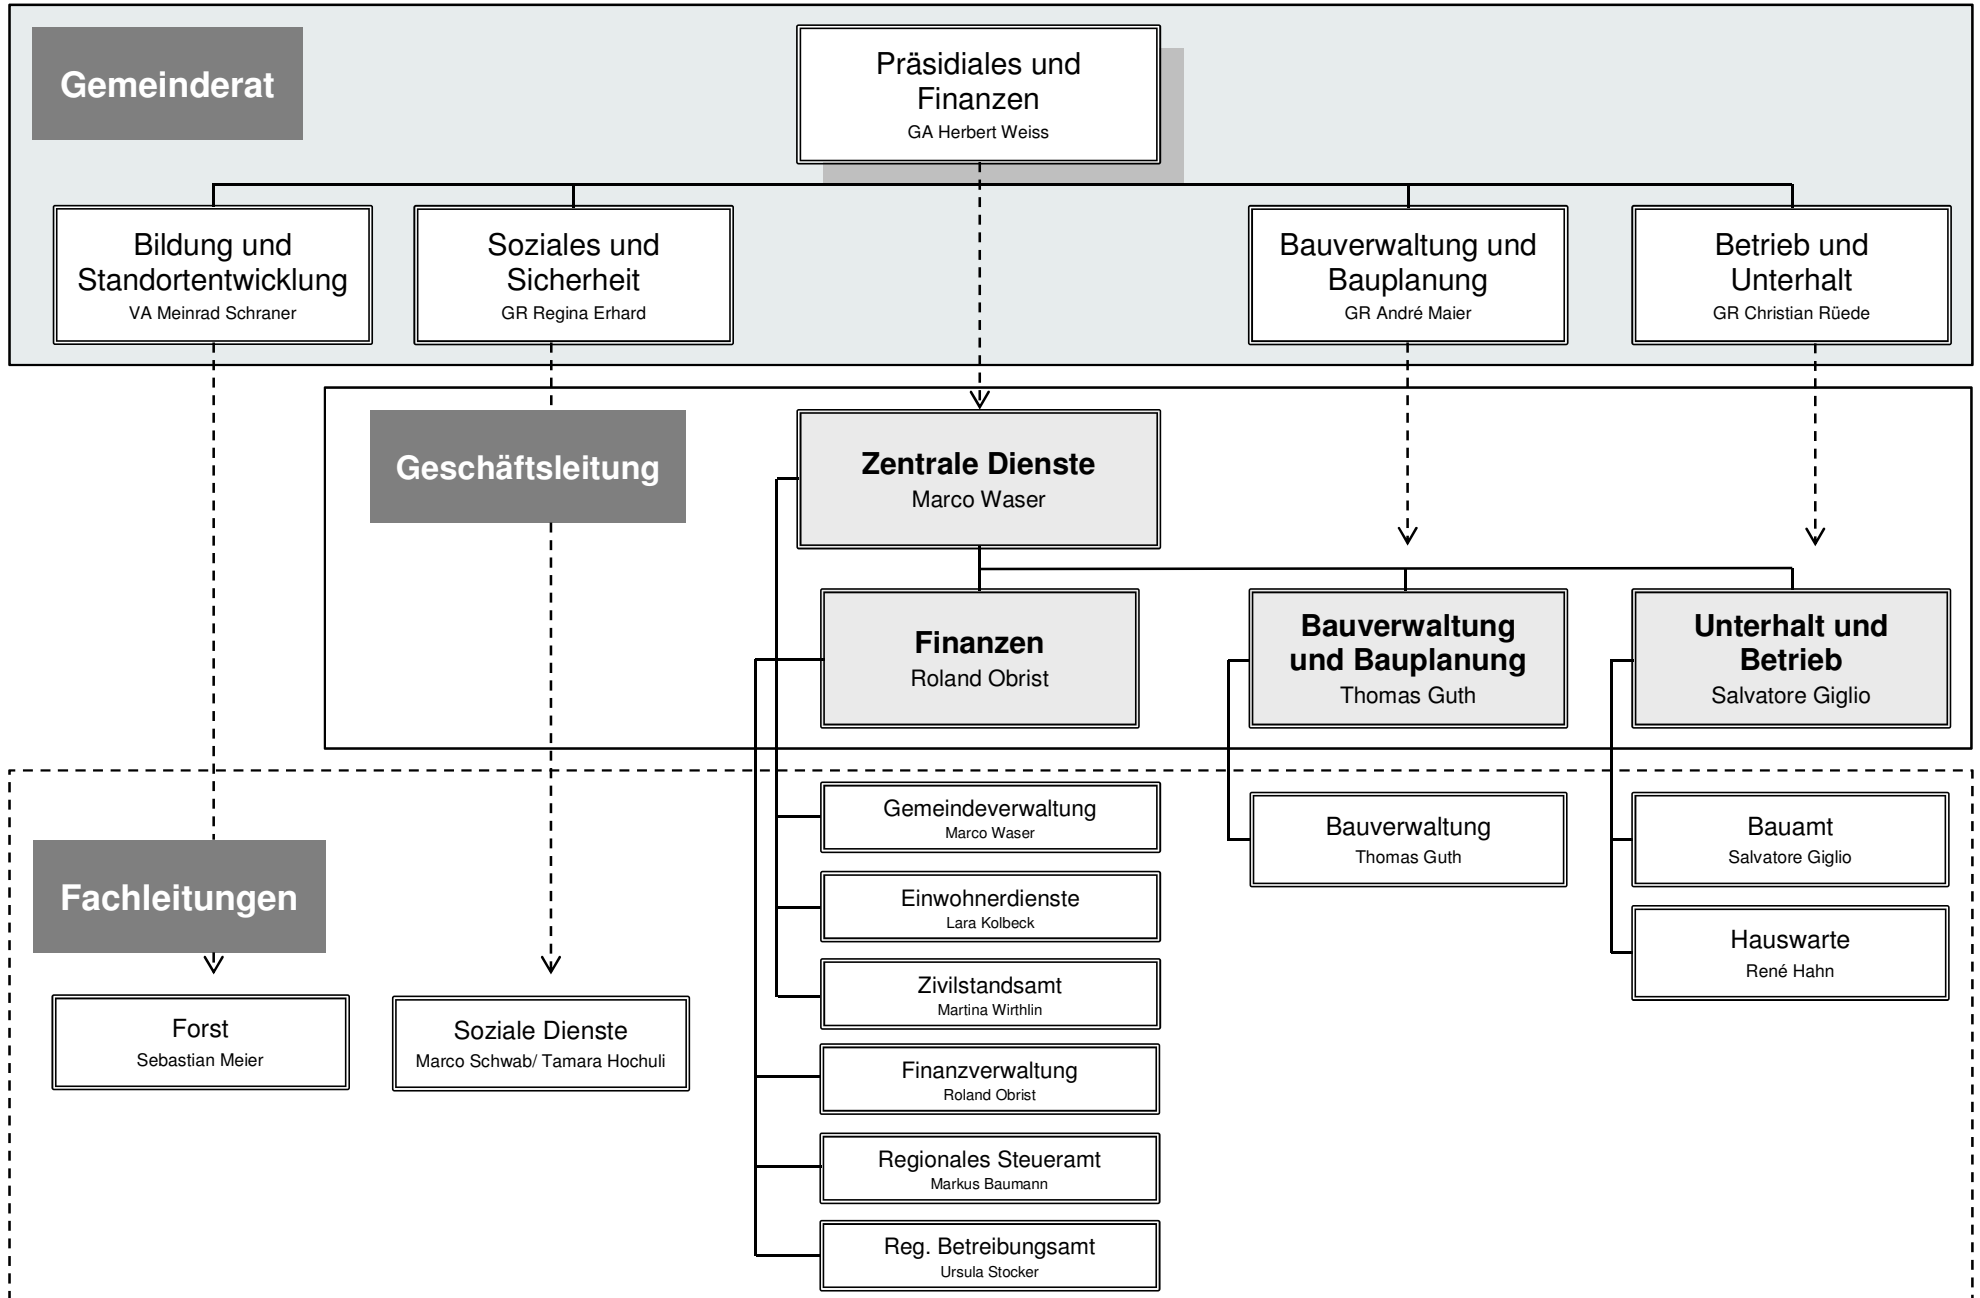 Gemeinderat
Präsidiales und
Finanzen
GA Herbert Weiss
Bildung und
Standortentwicklung
VA Meinrad Schraner
Soziales und
Sicherheit
GR Regina Erhard
Bauverwaltung und
Bauplanung
GR André Maier
Betrieb und
Unterhalt
GR Christian Rüede
Geschäftsleitung
Zentrale Dienste
Marco Waser
Finanzen
Roland Obrist
Bauverwaltung
und Bauplanung
Thomas Guth
Unterhalt und
Betrieb
Salvatore Giglio
Fachleitungen
Forst
Sebastian Meier
Soziale Dienste
Marco Schwab/ Tamara Hochuli
Gemeindeverwaltung
Marco Waser
Einwohnerdienste
Lara Kolbeck
Zivilstandsamt
Martina Wirthlin
Finanzverwaltung
Roland Obrist
Regionales Steueramt
Markus Baumann
Reg. Betreibungsamt
Ursula Stocker
Bauverwaltung
Thomas Guth
Bauamt
Salvatore Giglio
Hauswarte
René Hahn